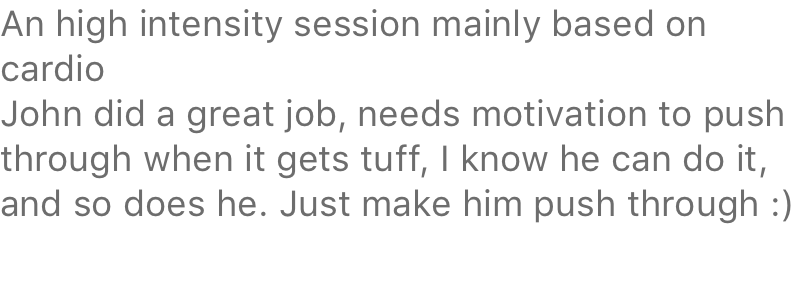 An high intensity session mainly based on
cardio
John did a great job, needs motivation to push
through when it gets tuff, I know he can do it,
and so does he. Just make him push through :)